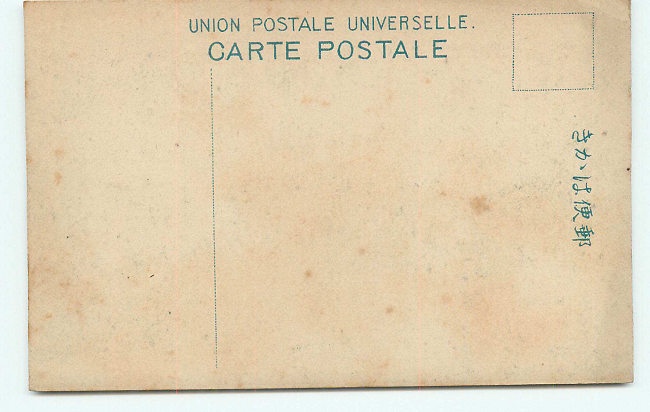 UNION POSTALE UNIVERSELLE.
CARTE POSTALE
郵便はがき